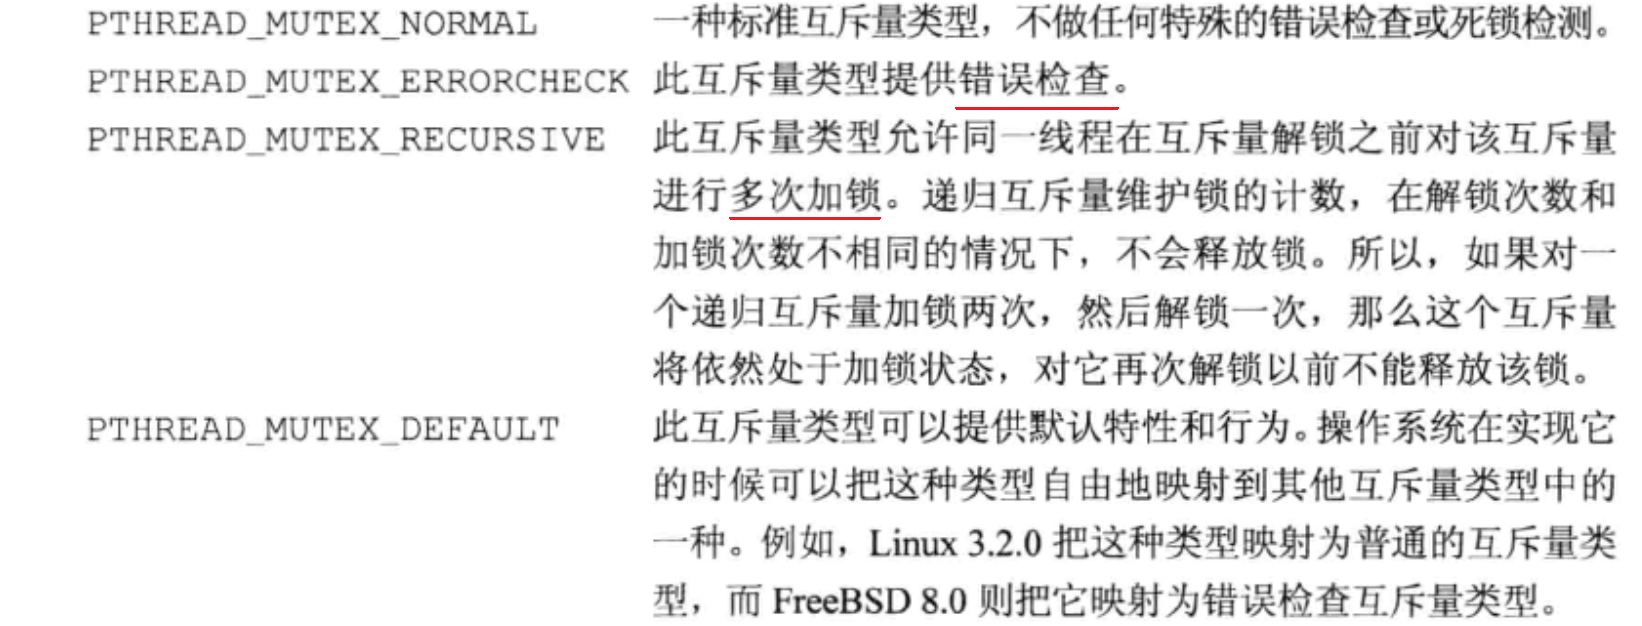 PTHREAD_MUTEX_NORMAL 一种标准互斥量类型，不做任何特殊的错误检查或死锁检测。
PTHREAD_MUTEX_ERRORCHECK 此互斥量类型提供错误检查。
PTHREAD_MUTEX_RECURSIVE 此互斥量类型允许同一线程在互斥量解锁之前对该互斥量
进行多次加锁。递归互斥量维护锁的计数，在解锁次数和
加锁次数不相同的情况下，不会释放锁。所以，如果对一
个递归互斥量加锁两次，然后解锁一次，那么这个互斥量
将依然处于加锁状态，对它再次解锁以前不能释放该锁。
PTHREAD_MUTEX_DEFAULT 此互斥量类型可以提供默认特性和行为。操作系统在实现它
的时候可以把这种类型自由地映射到其他互斥量类型中的
一种。例如，Linux 3.2.0 把这种类型映射为普通的互斥量类
型，而 FreeBSD 8.0 则把它映射为错误检查互斥量类型。